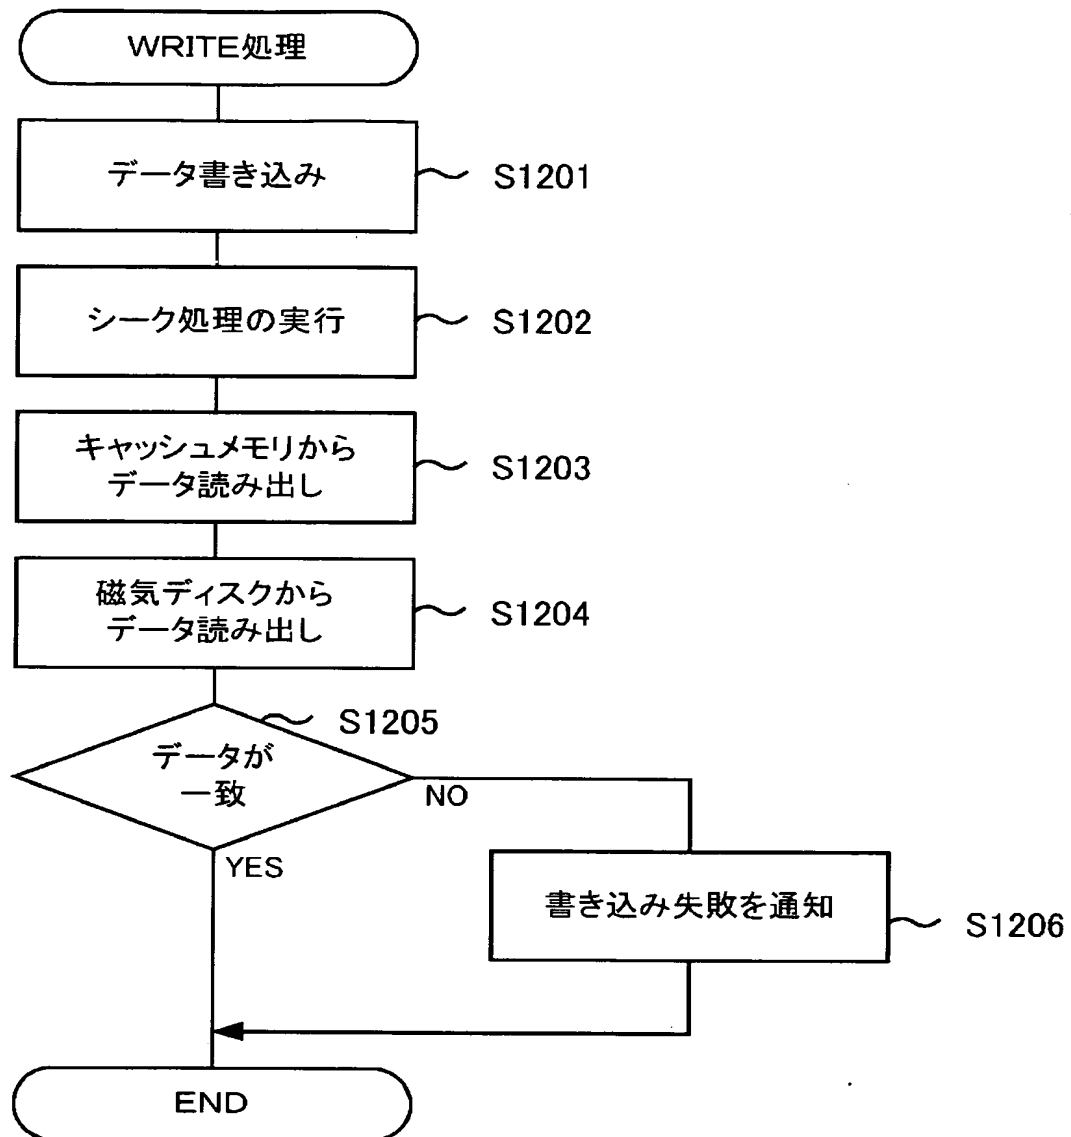 WRITE処理
データ書き込み
S1201
シーク処理の実行
S1202
キャッシュメモリから
データ読み出し
S1203
磁気ディスクから
データ読み出し
S1204
S1205
データが
一致
NO
YES
書き込み失敗を通知
S1206
END